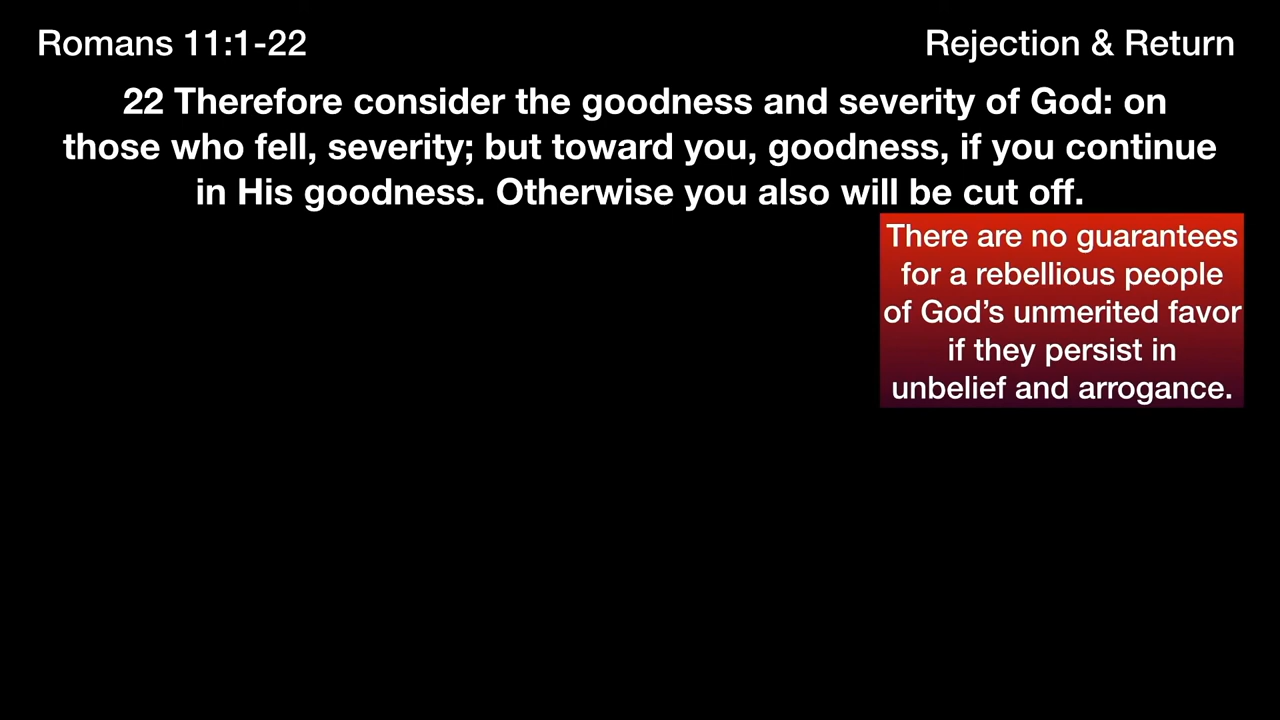 Romans 11:1-22
Rejection & Return
22 Therefore consider the goodness and severity of God: on
those who fell, severity; but toward you, goodness, if you continue
in His goodness. Otherwise you also will be cut off.
There are no guarantees
for a rebellious people
of God’s unmerited favor
if they persist in
unbelief and arrogance.